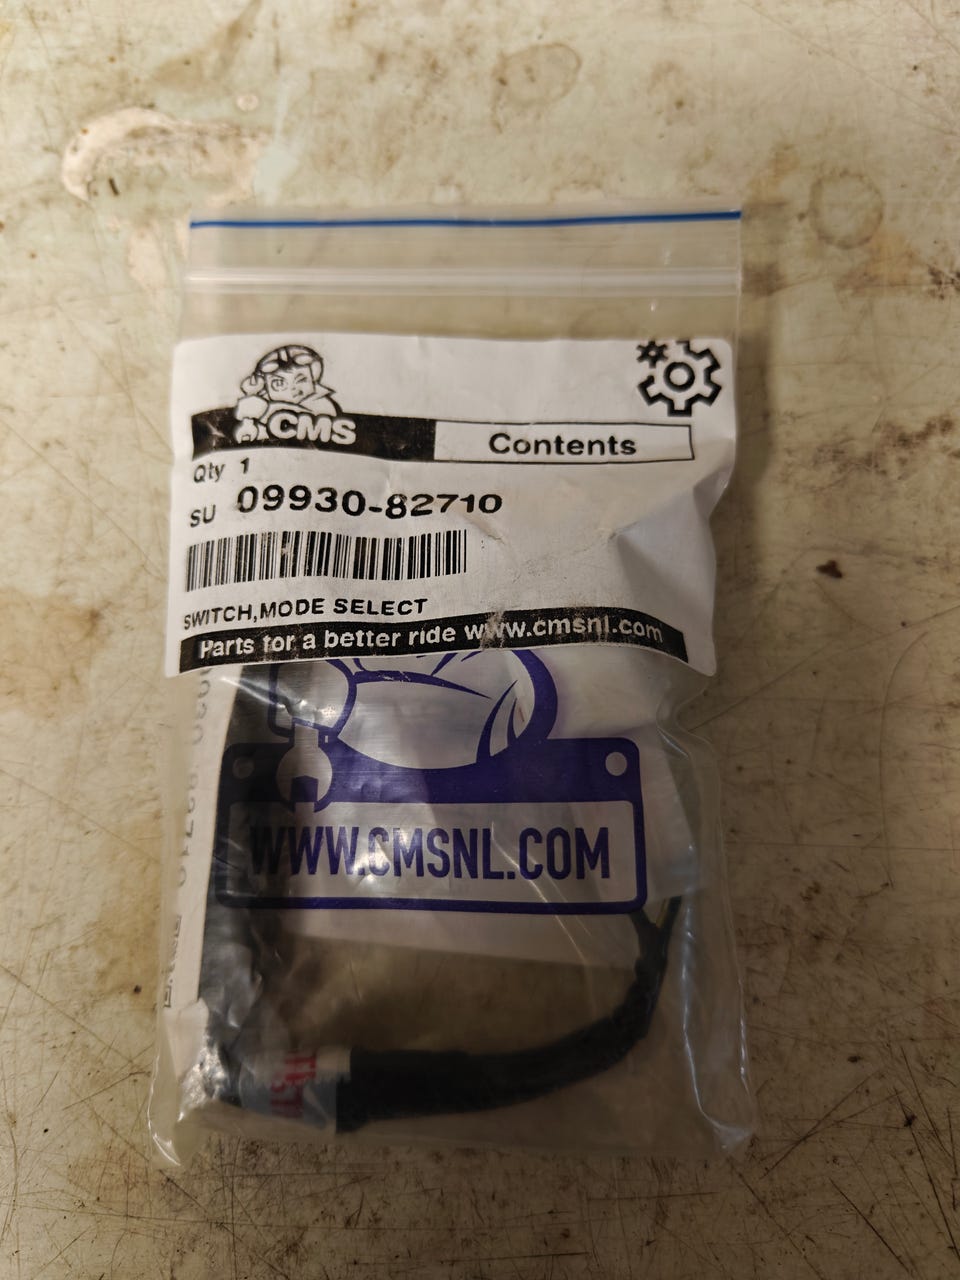 CMS
Contents
Qty 1
SU 09930-82710
SWITCH,MODE SELECT
Parts for a better ride www.cmsnl.com
WWW.CMSNL.COM